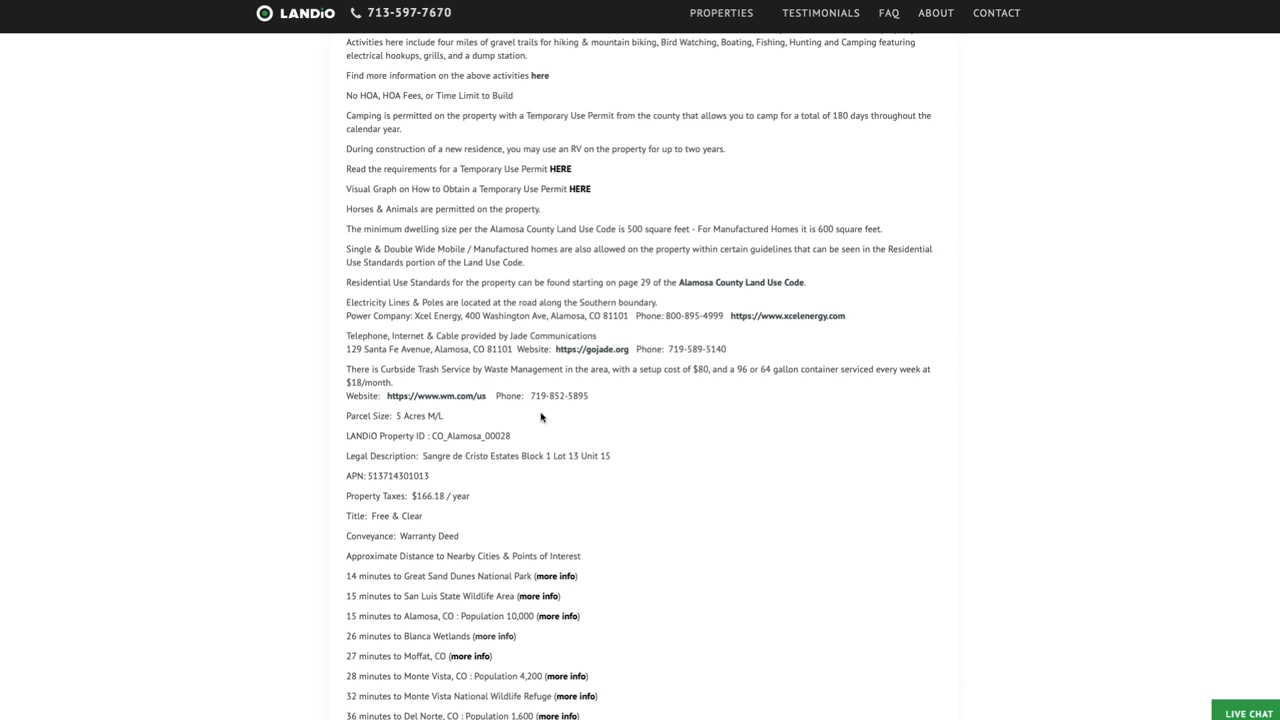 LANDiO 713-597-7670 PROPERTIES TESTIMONIALS FAQ ABOUT CONTACT
Activities here include four miles of gravel trails for hiking & mountain biking, Bird Watching, Boating, Fishing, Hunting and Camping featuring
electrical hookups, grills, and a dump station.
Find more information on the above activities here
No HOA, HOA Fees, or Time Limit to Build
Camping is permitted on the property with a Temporary Use Permit from the county that allows you to camp for a total of 180 days throughout the
calendar year.
During construction of a new residence, you may use an RV on the property for up to two years.
Read the requirements for a Temporary Use Permit HERE
Visual Graph on How to Obtain a Temporary Use Permit HERE
Horses & Animals are permitted on the property.
The minimum dwelling size per the Alamosa County Land Use Code is 500 square feet - For Manufactured Homes it is 600 square feet.
Single & Double Wide Mobile / Manufactured homes are also allowed on the property within certain guidelines that can be seen in the Residential
Use Standards portion of the Land Use Code.
Residential Use Standards for the property can be found starting on page 29 of the Alamosa County Land Use Code.
Electricity Lines & Poles are located at the road along the Southern boundary.
Power Company: Xcel Energy, 400 Washington Ave, Alamosa, CO 81101 Phone: 800-895-4999 https://www.xcelenergy.com
Telephone, Internet & Cable provided by Jade Communications
129 Santa Fe Avenue, Alamosa, CO 81101 Website: https://gojade.org Phone: 719-589-5140
There is Curbside Trash Service by Waste Management in the area, with a setup cost of $80, and a 96 or 64 gallon container serviced every week at
$18/month.
Website: https://www.wm.com/us Phone: 719-852-5895
Parcel Size: 5 Acres M/L
LANDiO Property ID : CO_Alamosa_00028
Legal Description: Sangre de Cristo Estates Block 1 Lot 13 Unit 15
APN: 513714301013
Property Taxes: $166.18 / year
Title: Free & Clear
Conveyance: Warranty Deed
Approximate Distance to Nearby Cities & Points of Interest
14 minutes to Great Sand Dunes National Park (more info)
15 minutes to San Luis State Wildlife Area (more info)
15 minutes to Alamosa, CO : Population 10,000 (more info)
26 minutes to Blanca Wetlands (more info)
27 minutes to Moffat, CO (more info)
28 minutes to Monte Vista, CO : Population 4,200 (more info)
32 minutes to Monte Vista National Wildlife Refuge (more info)
36 minutes to Del Norte, CO : Population 1,600 (more info)
LIVE CHAT